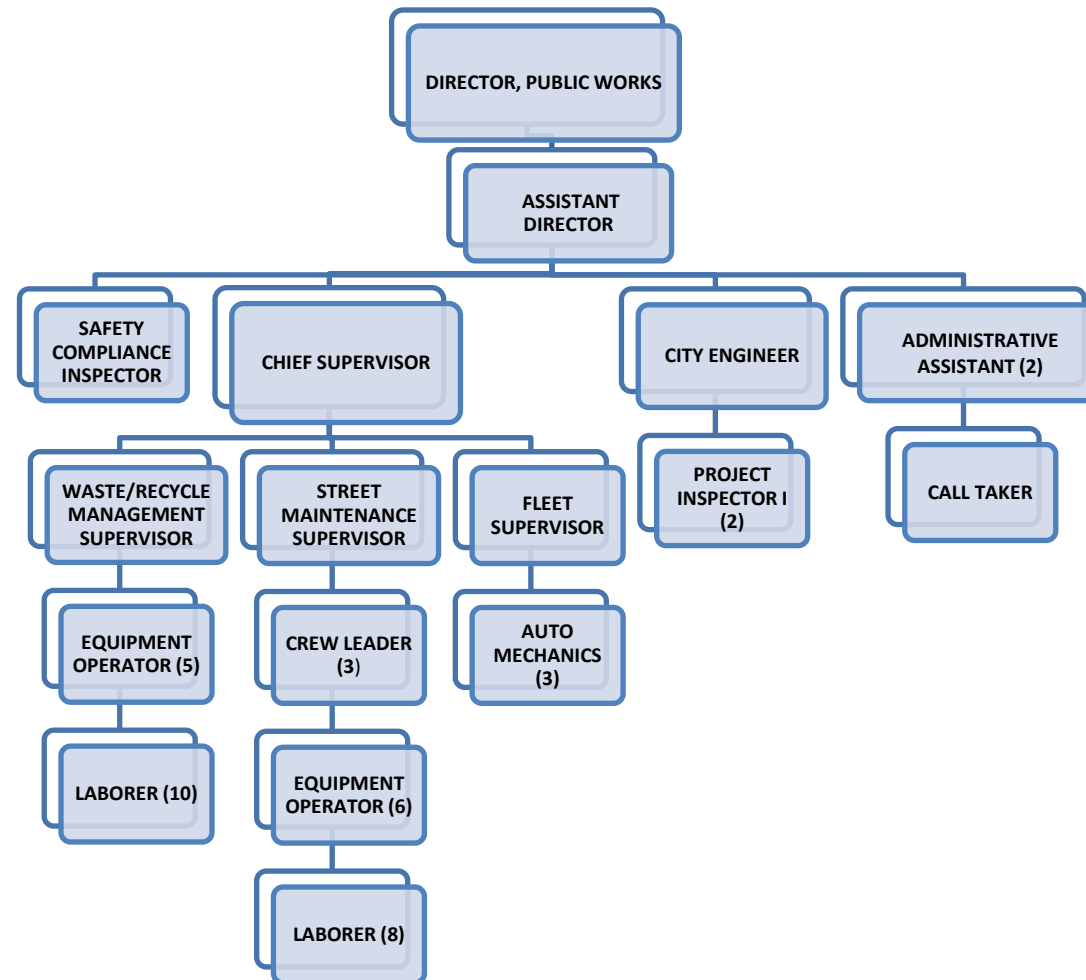 DIRECTOR, PUBLIC WORKS
ASSISTANT
DIRECTOR
SAFETY
COMPLIANCE
INSPECTOR
CHIEF SUPERVISOR
CITY ENGINEER
ADMINISTRATIVE
ASSISTANT (2)
WASTE/RECYCLE
MANAGEMENT
SUPERVISOR
STREET
MAINTENANCE
SUPERVISOR
FLEET
SUPERVISOR
PROJECT
INSPECTOR I
(2)
CALL TAKER
EQUIPMENT
OPERATOR (5)
CREW LEADER
(3)
AUTO
MECHANICS
(3)
LABORER (10)
EQUIPMENT
OPERATOR (6)
LABORER (8)